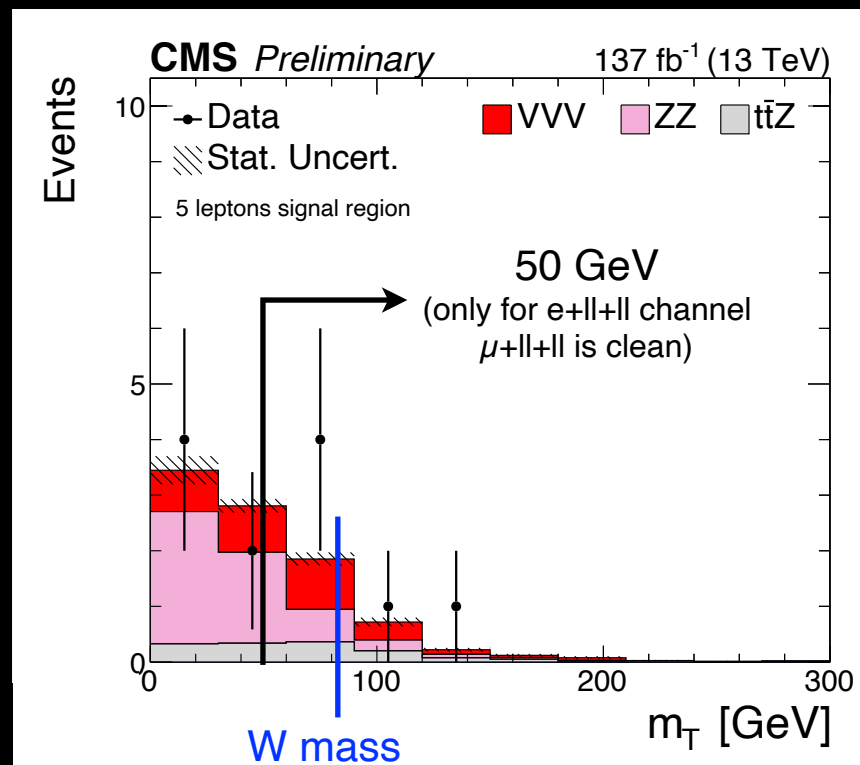 CMS Preliminary 137 fb⁻¹ (13 TeV)
Events
10
5
0
Data
Stat. Uncert.
5 leptons signal region
VVV ZZ tt̄Z
50 GeV
(only for e+ll+ll channel
μ+ll+ll is clean)
0 100 200 300
W mass
m_T [GeV]